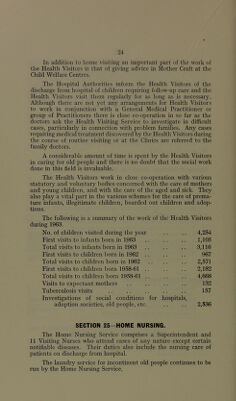 24
In addition to home visiting an important part of the work of
the Health Visitors is that of giving advice in Mother Craft at the
Child Welfare Centres.
The Hospital Authorities inform the Health Visitors of the
discharge from hospital of children requiring follow-up care and the
Health Visitors visit them regularly for as long as is necessary.
Although there are not yet any arrangements for Health Visitors
to work in conjunction with a General Medical Practitioner or
group of Practitioners there is close co-operation in so far as the
doctors ask the Health Visiting Service to investigate in difficult
cases, particularly in connection with problem families. Any cases
requiring medical treatment discovered by the Health Visitors during
the course of routine visiting or at the Clinics are referred to the
family doctors.
A considerable amount of time is spent by the Health Visitors
in caring for old people and there is no doubt that the social work
done in this field is invaluable.
The Health Visitors work in close co-operation with various
statutory and voluntary bodies concerned with the care of mothers
and young children, and with the care of the aged and sick. They
also play a vital part in the various schemes for the care of prema-
ture infants, illegitimate children, boarded out children and adop-
tions.
The following is a summary of the work of the Health Visitors
during 1963.
No. of children visited during the year 4,254
First visits to infants born in 1963 1,106
Total visits to infants born in 1963 3,116
First visits to children born in 1962 967
Total visits to children born in 1962 2,571
First visits to children born 1958-61 2,182
Total visits to children born 1958-61 4,668
Visits to expectant mothers 132
Tuberculosis visits 157
Investigations of social conditions for hospitals,
adoption societies, old people, etc. 2,536
SECTION 25—HOME NURSING.
The Home Nursing Service comprises a Superintendent and
11 Visiting Nurses who attend cases of any nature except certain
notifiable diseases. Their duties also include the nursing care of
patients on discharge from hospital.
The laundry service for incontinent old people continues to be
run by the Home Nursing Service.